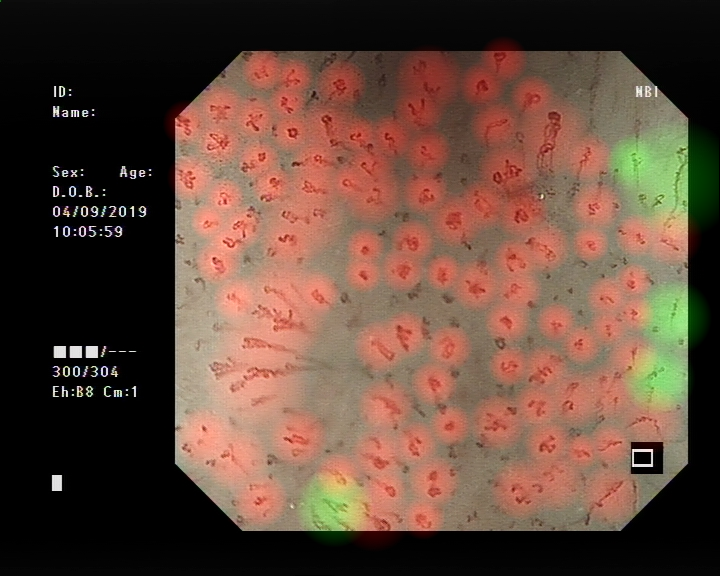 ID:
NBI
Name:
Sex: Age:
D.O.B.:
04/09/2019
10:05:59
■■■/---
300/304
Eh:B8 Cm:1